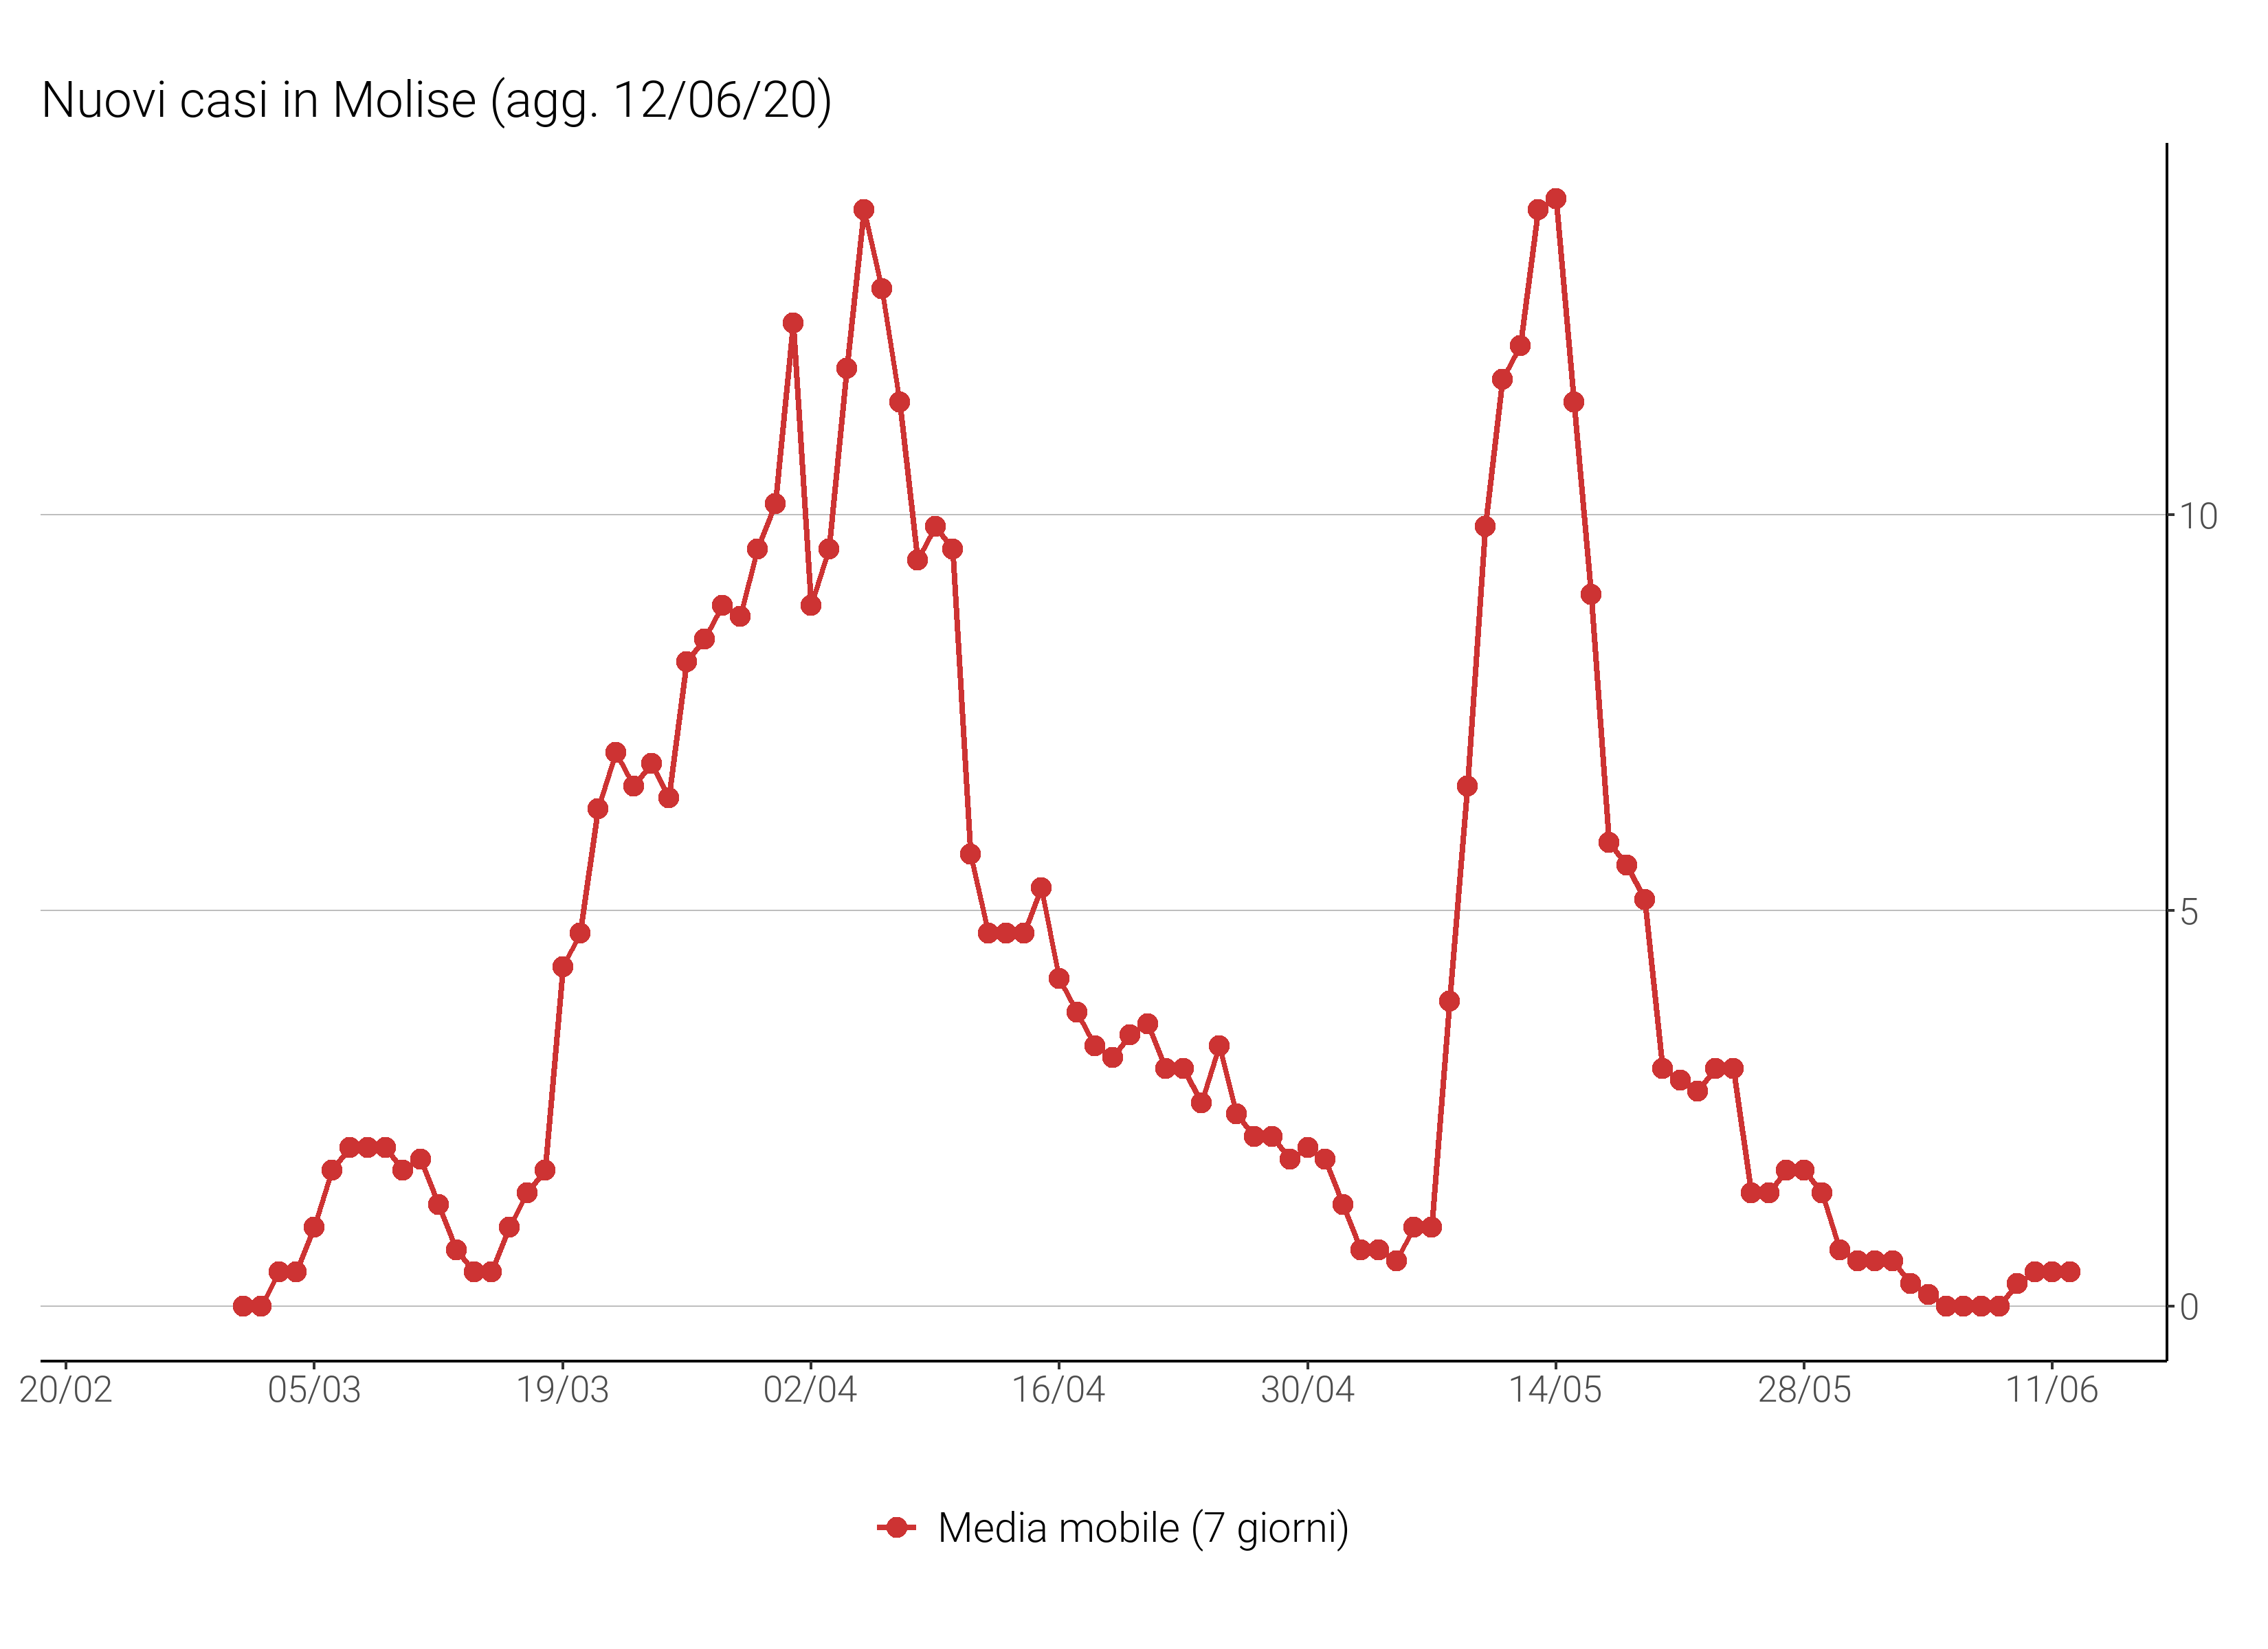 Nuovi casi in Molise (agg. 12/06/20)
10
5
0
20/02 05/03 19/03 02/04 16/04 30/04 14/05 28/05 11/06
Media mobile (7 giorni)